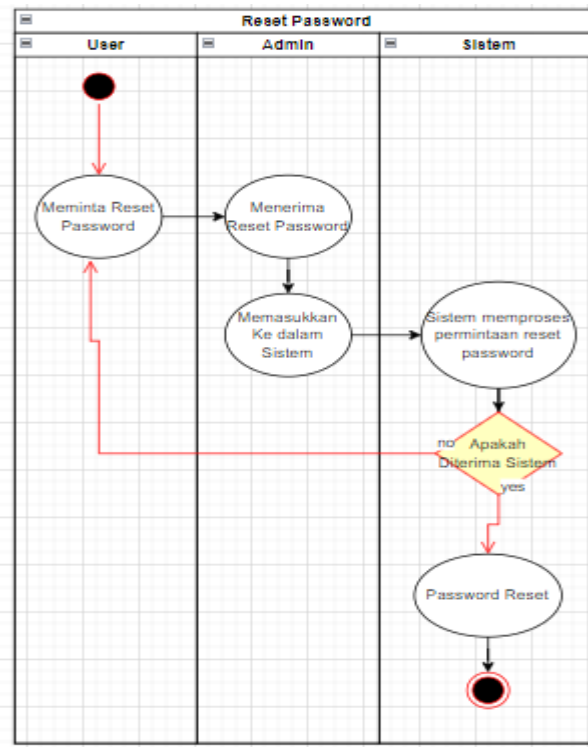 Reset Password
User
Admin
Sistem
Meminta Reset
Password
Menerima
Reset Password
Memasukkan
Ke dalam
Sistem
Sistem memproses
permintaan reset
password
no
Apakah
Diterima Sistem
yes
Password Reset